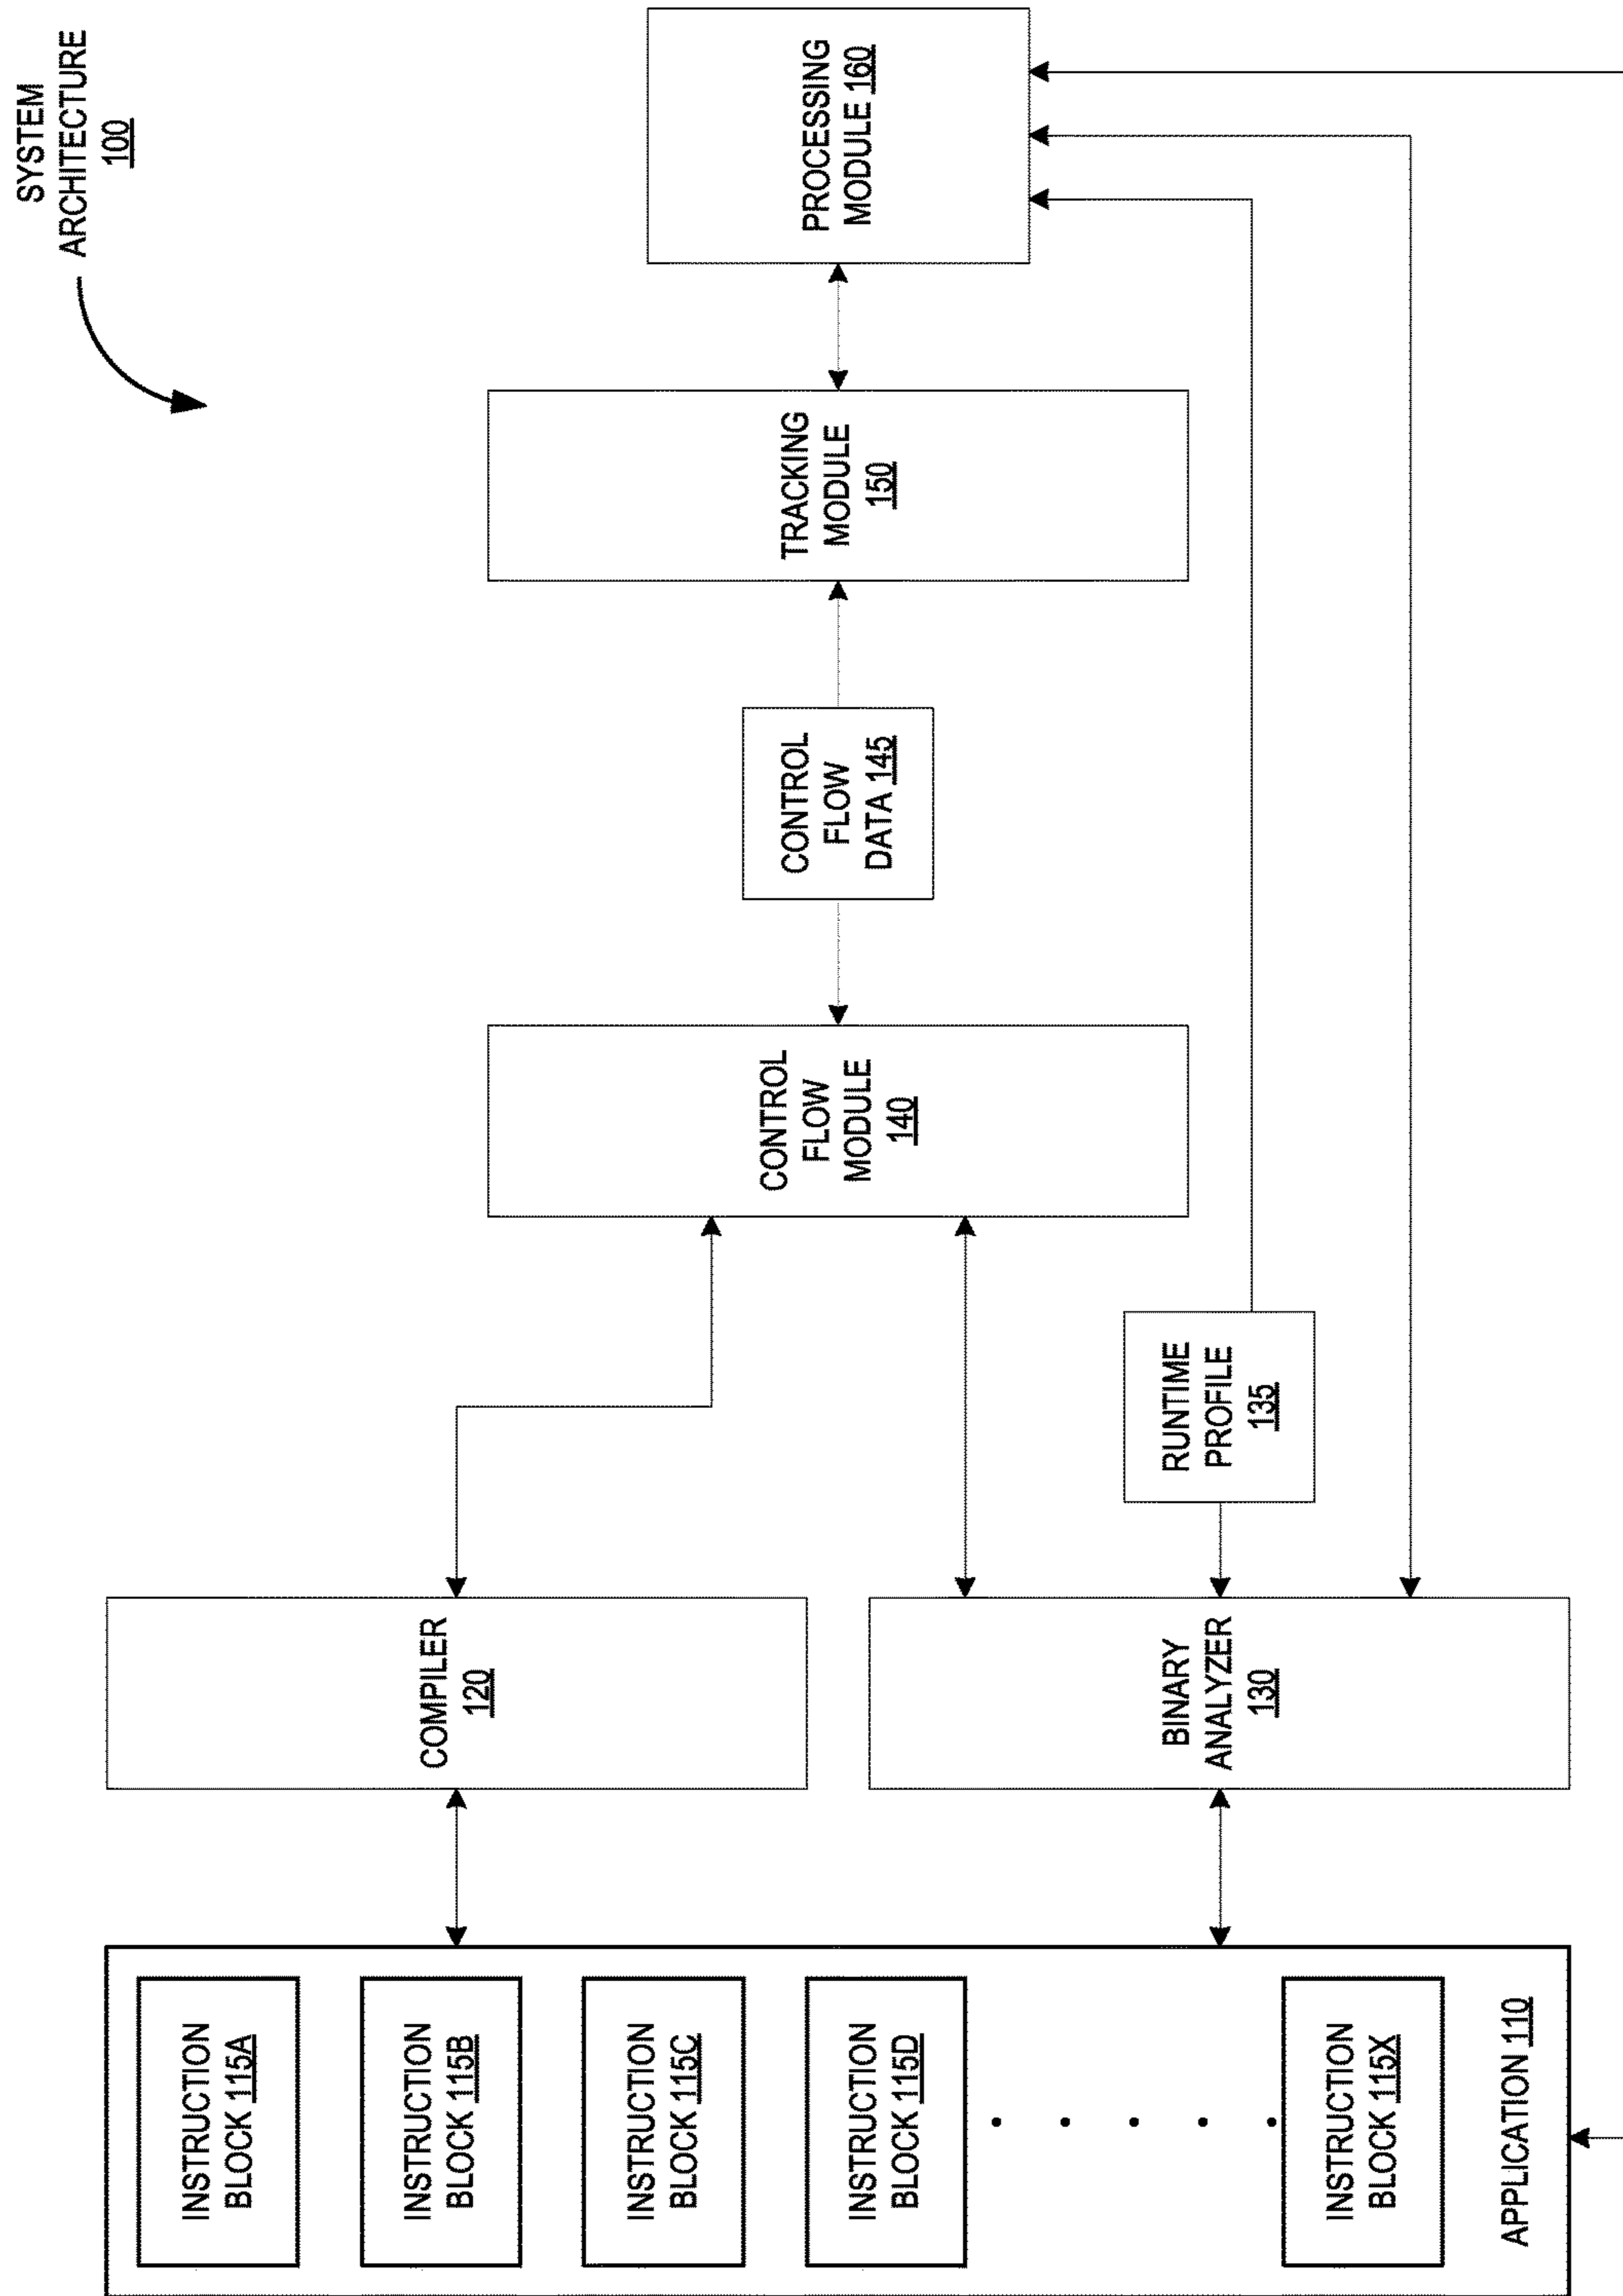 SYSTEM
ARCHITECTURE
100
INSTRUCTION
BLOCK 115A
INSTRUCTION
BLOCK 115B
INSTRUCTION
BLOCK 115C
INSTRUCTION
BLOCK 115D
INSTRUCTION
BLOCK 115X
APPLICATION 110
COMPILER
120
BINARY
ANALYZER
130
RUNTIME
PROFILE
135
CONTROL
FLOW
MODULE
140
CONTROL
FLOW
DATA 145
TRACKING
MODULE
150
PROCESSING
MODULE 160